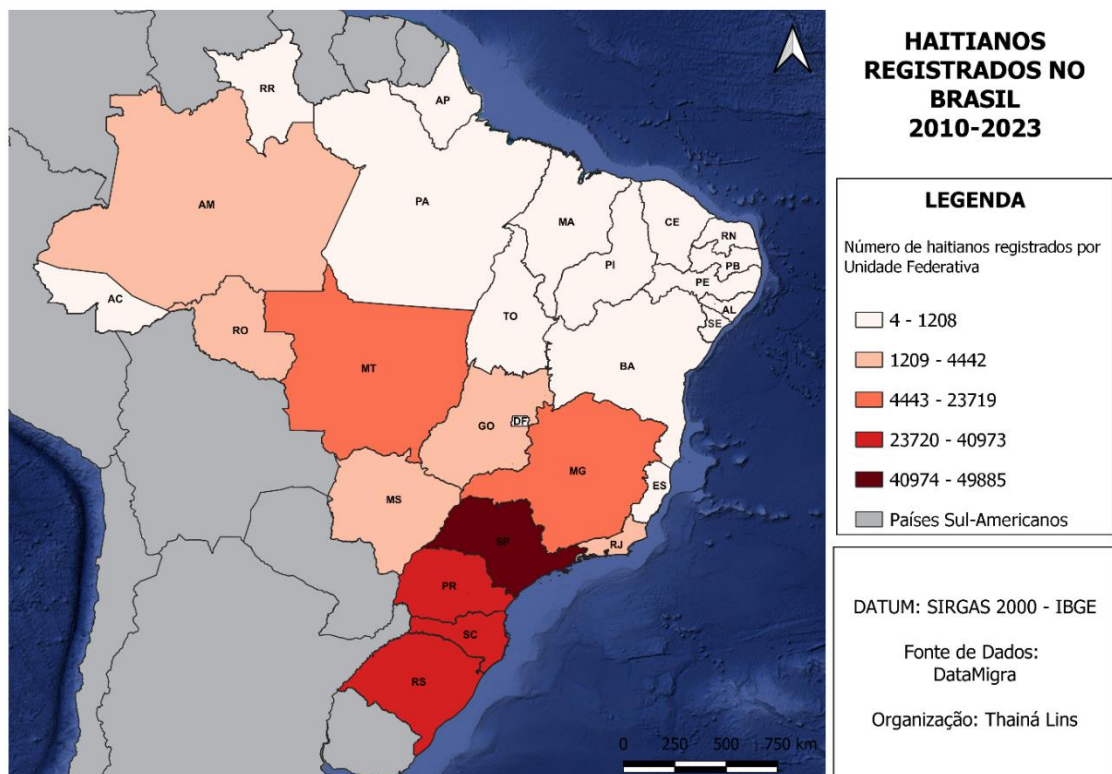 HAITIANOS
REGISTRADOS NO
BRASIL
2010-2023
LEGENDA
Número de haitianos registrados por
Unidade Federativa
4 - 1208
1209 - 4442
4443 - 23719
23720 - 40973
40974 - 49885
Países Sul-Americanos
DATUM: SIRGAS 2000 - IBGE
Fonte de Dados:
DataMigra
Organização: Thainá Lins
RR
AP
AM
PA
MA
CE
RN
PB
PI
PE
AL
SE
AC
TO
RO
BA
MT
GO
DF
MG
ES
MS
SP
RJ
PR
SC
RS
0 250 500 750 km